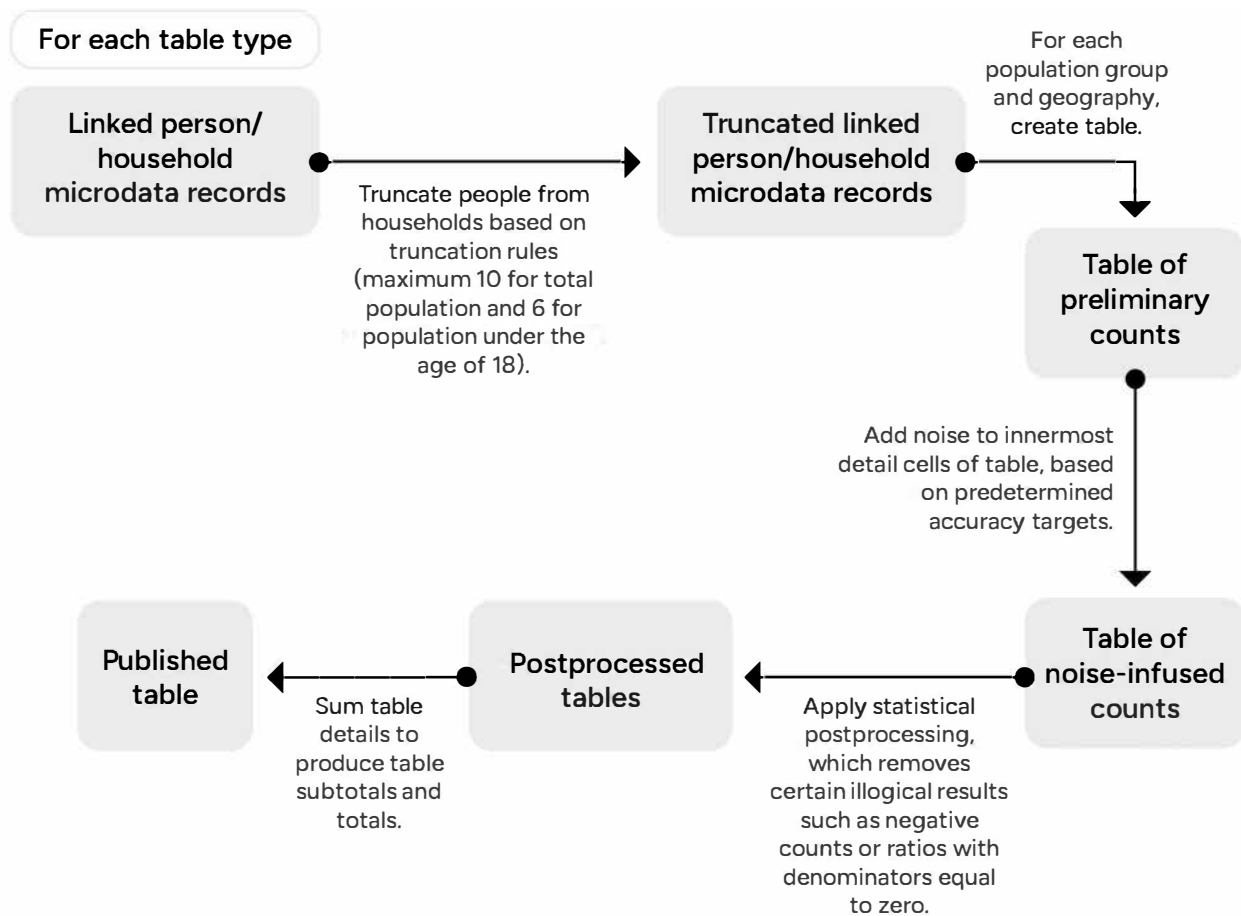 For each table type
Linked person/
household
microdata records
Truncate people from
households based on
truncation rules
(maximum 10 for total
population and 6 for
population under the
age of 18).
Truncated linked
person/household
microdata records
For each
population group
and geography,
create table.
Table of
preliminary
counts
Add noise to innermost
detail cells of table, based
on predetermined
accuracy targets.
Table of
noise-infused
counts
Apply statistical
postprocessing,
which removes
certain illogical results
such as negative
counts or ratios with
denominators equal
to zero.
Postprocessed
tables
Sum table
details to
produce table
subtotals and
totals.
Published
table